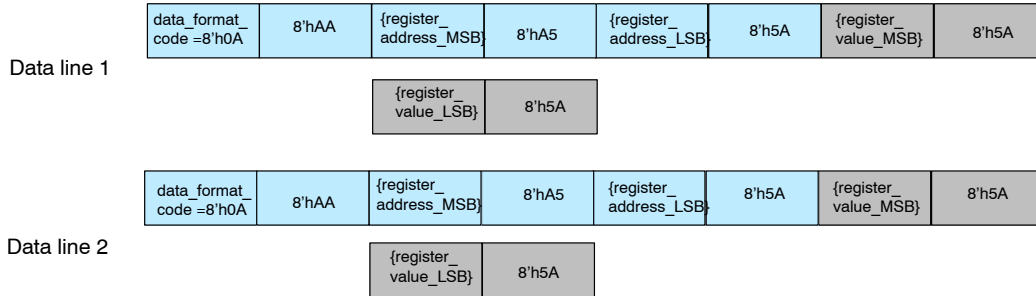 Data line 1
data_format_
code =8'h0A
8'hAA
{register_
address_MSB}
8'hA5
{register_
address_LSB}
8'h5A
{register_
value_MSB}
8'h5A
{register_
value_LSB}
8'h5A
Data line 2
data_format_
code =8'h0A
8'hAA
{register_
address_MSB}
8'hA5
{register_
address_LSB}
8'h5A
{register_
value_MSB}
8'h5A
{register_
value_LSB}
8'h5A